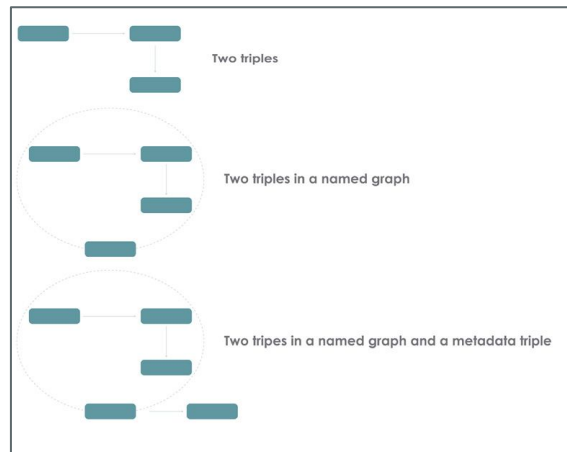 Two triples
Two triples in a named graph
Two tripes in a named graph and a metadata triple